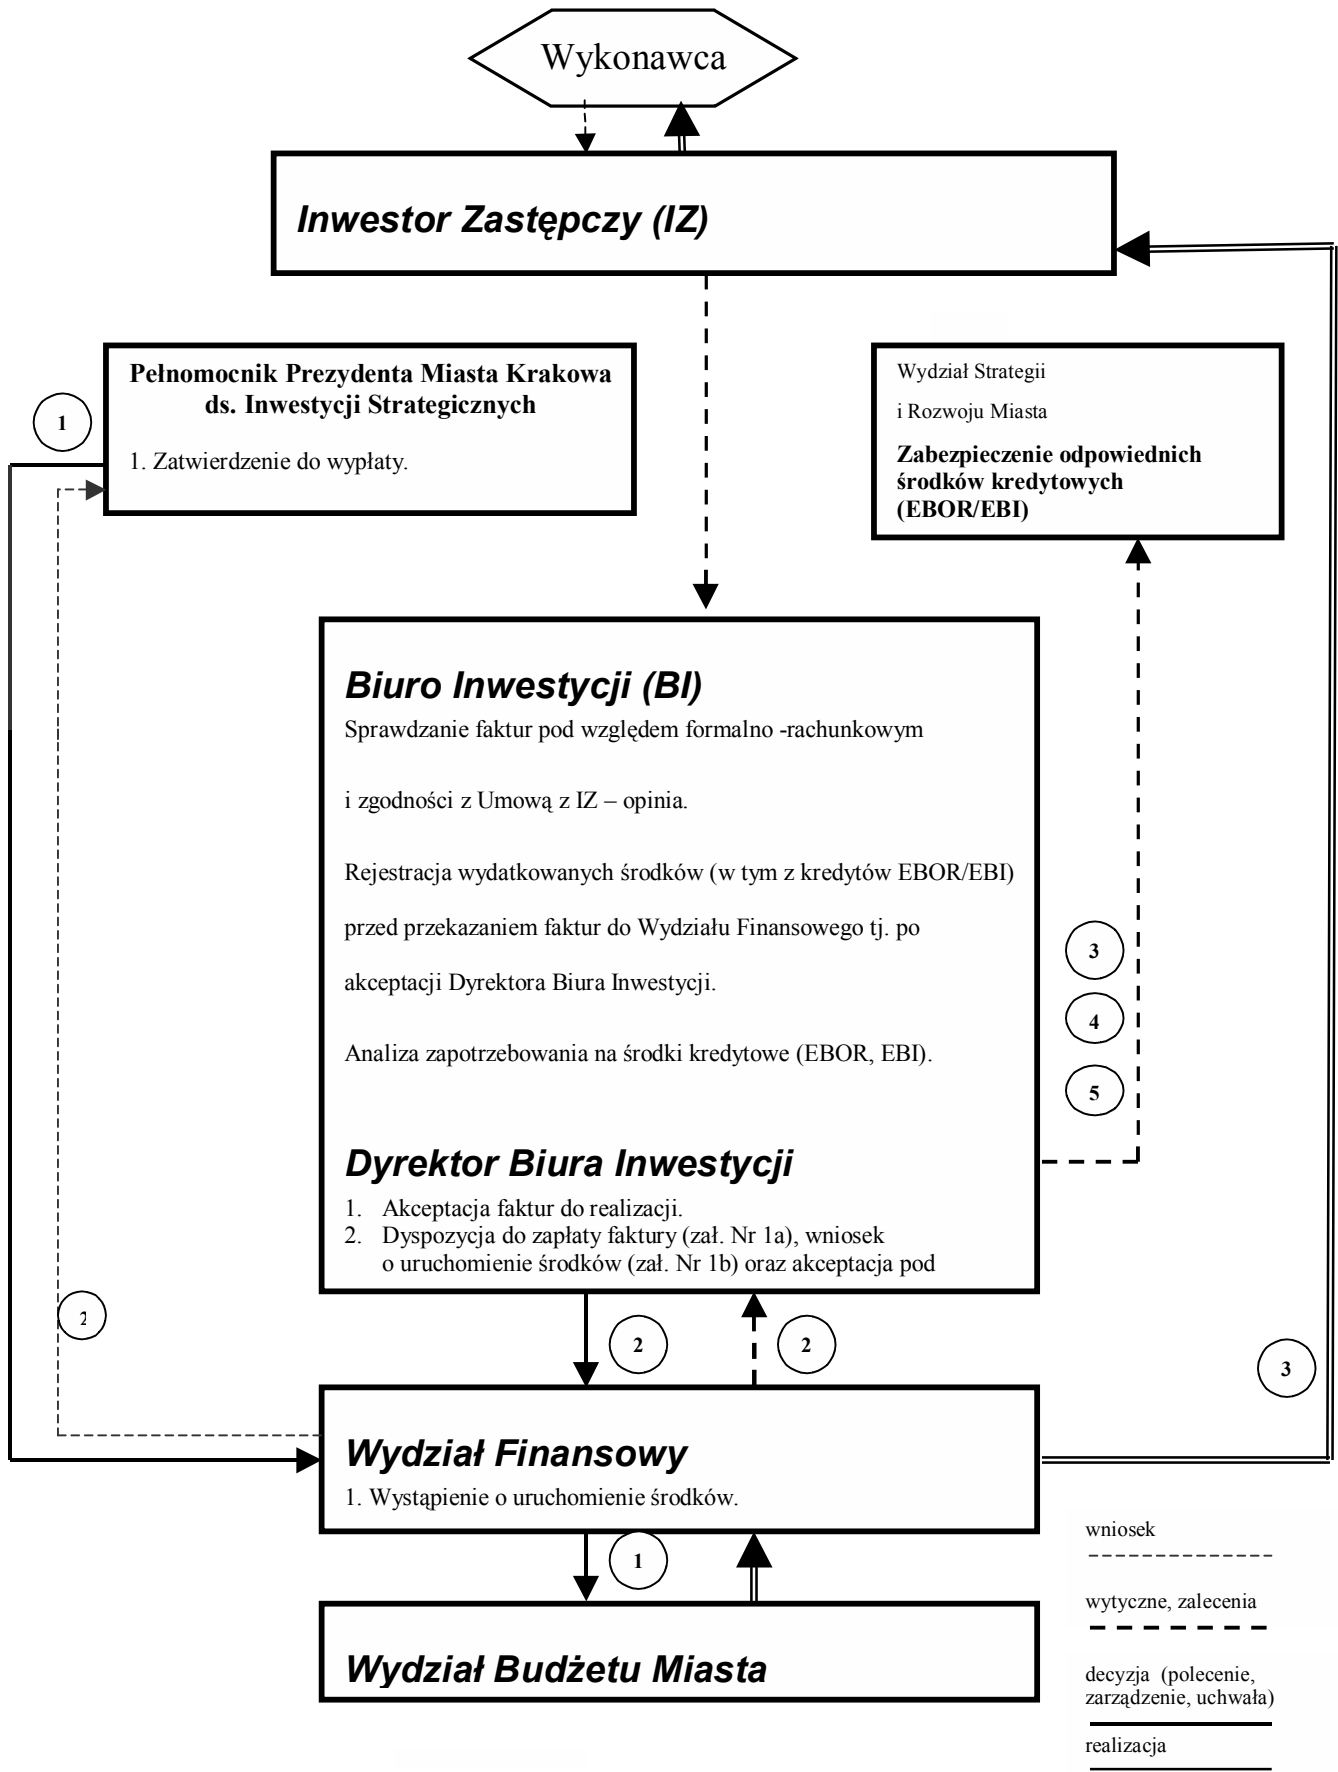 Wykonawca
Inwestor Zastępczy (IZ)
Pełnomocnik Prezydenta Miasta Krakowa
ds. Inwestycji Strategicznych
1. Zatwierdzenie do wypłaty.
1
Wydział Strategii
i Rozwoju Miasta
Zabezpieczenie odpowiednich
środków kredytowych
(EBOR/EBI)
Biuro Inwestycji (BI)
Sprawdzanie faktur pod względem formalno -rachunkowym
i zgodności z Umową z IZ – opinia.
Rejestracja wydatkowanych środków (w tym z kredytów EBOR/EBI)
przed przekazaniem faktur do Wydziału Finansowego tj. po
akceptacji Dyrektora Biura Inwestycji.
Analiza zapotrzebowania na środki kredytowe (EBOR, EBI).
3
4
5
Dyrektor Biura Inwestycji
1. Akceptacja faktur do realizacji.
2. Dyspozycja do zapłaty faktury (zał. Nr 1a), wniosek
o uruchomienie środków (zał. Nr 1b) oraz akceptacja pod
2
2
2
3
Wydział Finansowy
1. Wystąpienie o uruchomienie środków.
1
Wydział Budżetu Miasta
wniosek
wytyczne, zalecenia
decyzja (polecenie,
zarządzenie, uchwała)
realizacja